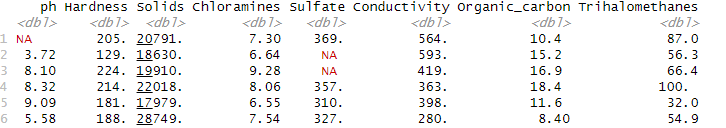 ph Hardness Solids Chloramines Sulfate Conductivity Organic_carbon Trihalomethanes
<dbl> <dbl> <dbl> <dbl> <dbl> <dbl> <dbl> <dbl>
1 NA 205. 20791. 7.30 369. 564. 10.4 87.0
2 3.72 129. 18630. 6.64 NA 593. 15.2 56.3
3 8.10 224. 19910. 9.28 NA 419. 16.9 66.4
4 8.32 214. 22018. 8.06 357. 363. 18.4 100.
5 9.09 181. 17979. 6.55 310. 398. 11.6 32.0
6 5.58 188. 28749. 7.54 327. 280. 8.40 54.9